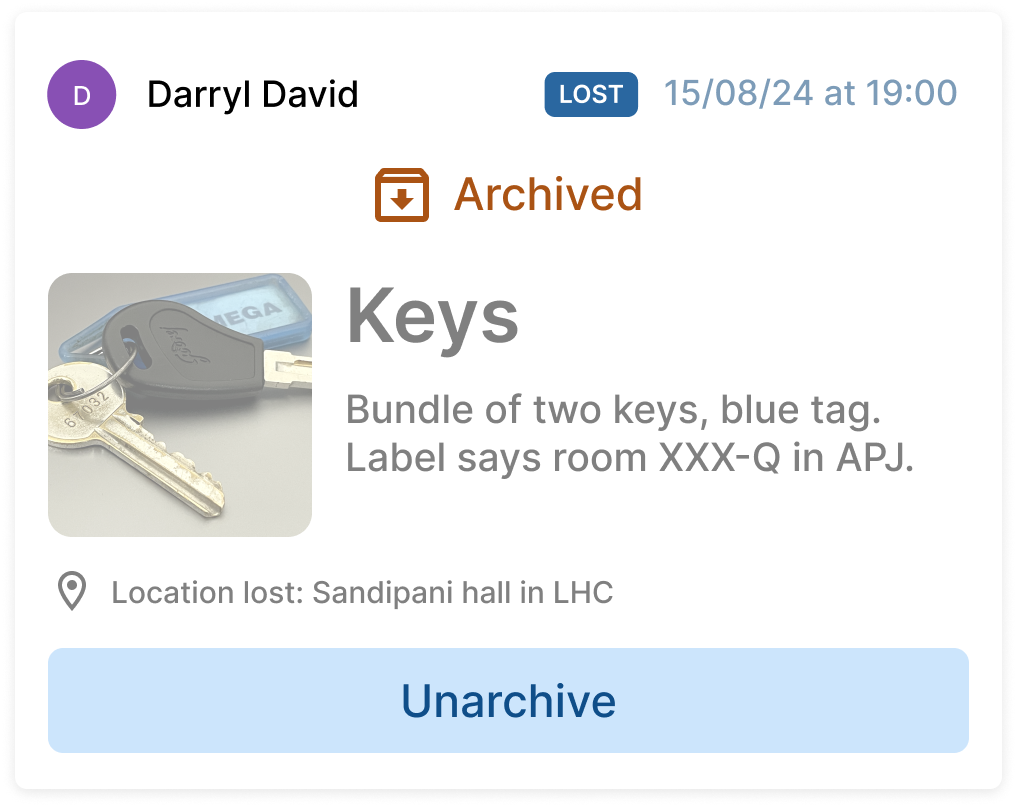 D
Darryl David
LOST
15/08/24 at 19:00
Archived
Keys
Bundle of two keys, blue tag.
Label says room XXX-Q in APJ.
MEGA
Location lost: Sandipani hall in LHC
Unarchive